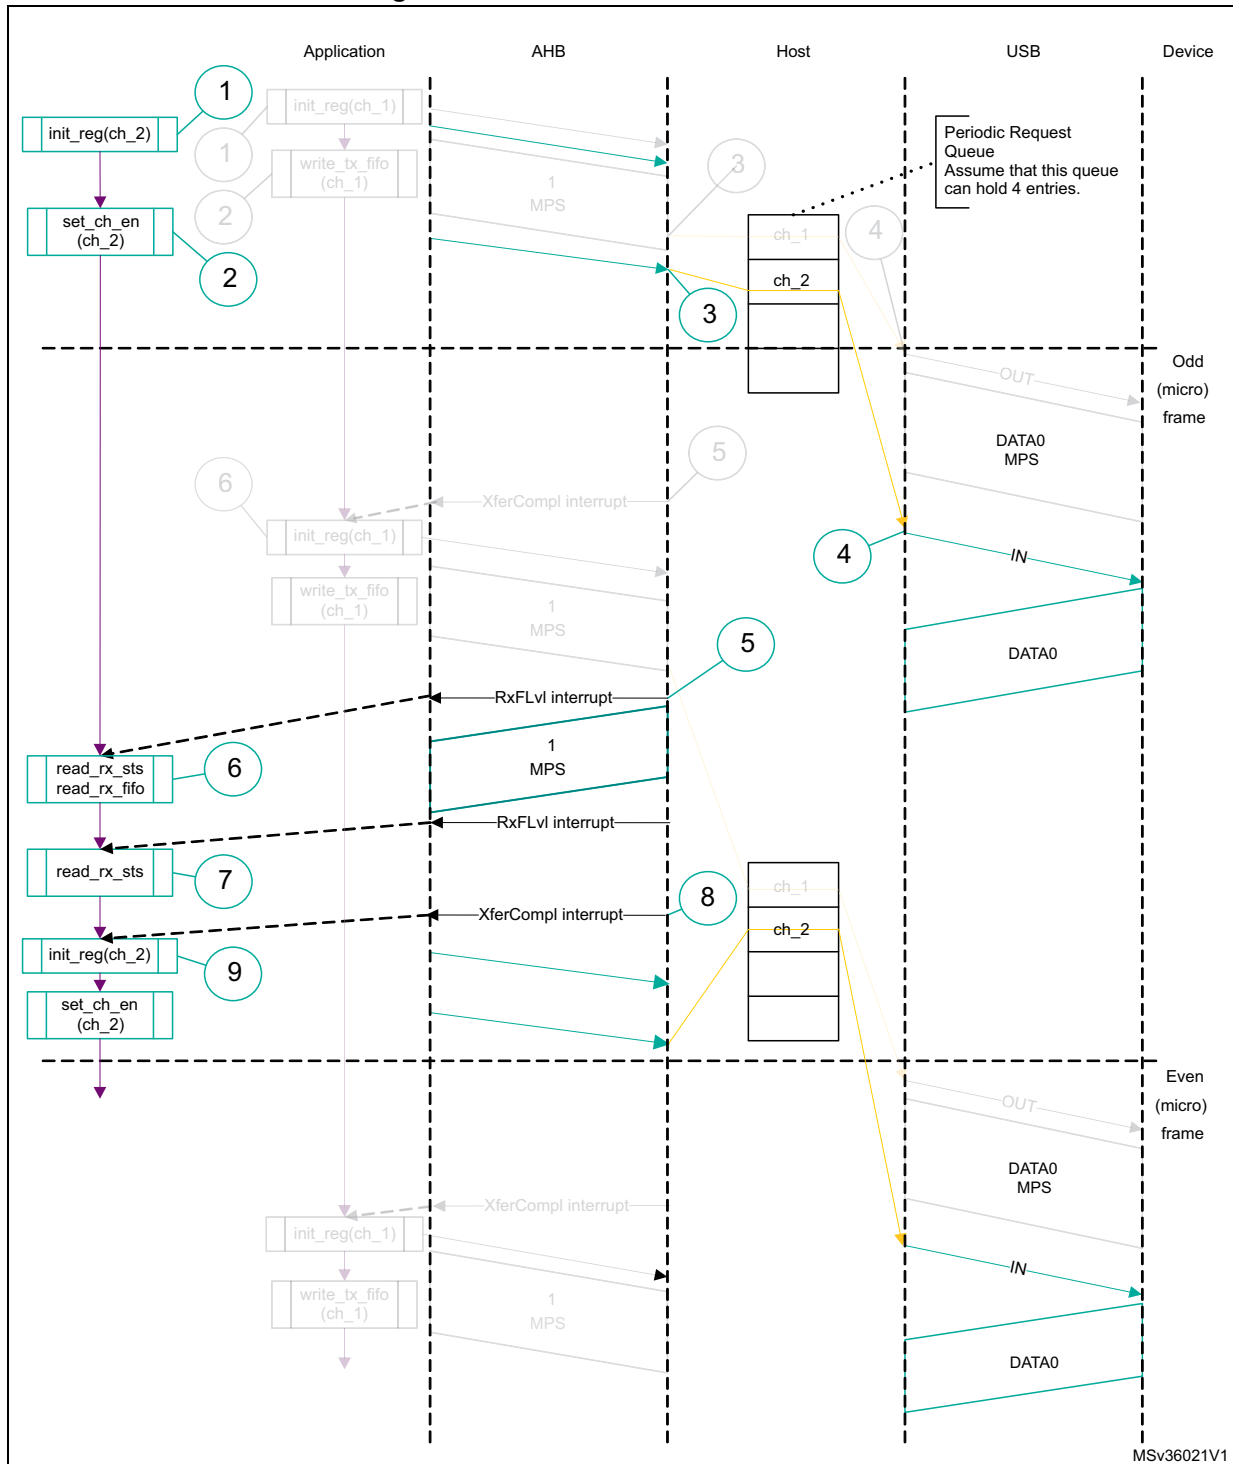 Application
AHB
Host
USB
Device
1
init_reg(ch_2)
init_reg(ch_1)
1
write_tx_fifo
(ch_1)
2
set_ch_en
(ch_2)
2
1
MPS
3
Periodic Request
Queue
Assume that this queue
can hold 4 entries.
4
ch_1
ch_2
3
Odd
(micro)
frame
OUT
DATA0
MPS
5
6
XferCompl interrupt
init_reg(ch_1)
write_tx_fifo
(ch_1)
1
MPS
4
IN
DATA0
5
RxFLvl interrupt
1
MPS
read_rx_sts
read_rx_fifo
6
RxFLvl interrupt
read_rx_sts
7
8
XferCompl interrupt
ch_1
ch_2
init_reg(ch_2)
9
set_ch_en
(ch_2)
Even
(micro)
frame
OUT
DATA0
MPS
XferCompl interrupt
init_reg(ch_1)
write_tx_fifo
(ch_1)
1
MPS
IN
DATA0
MSv36021V1